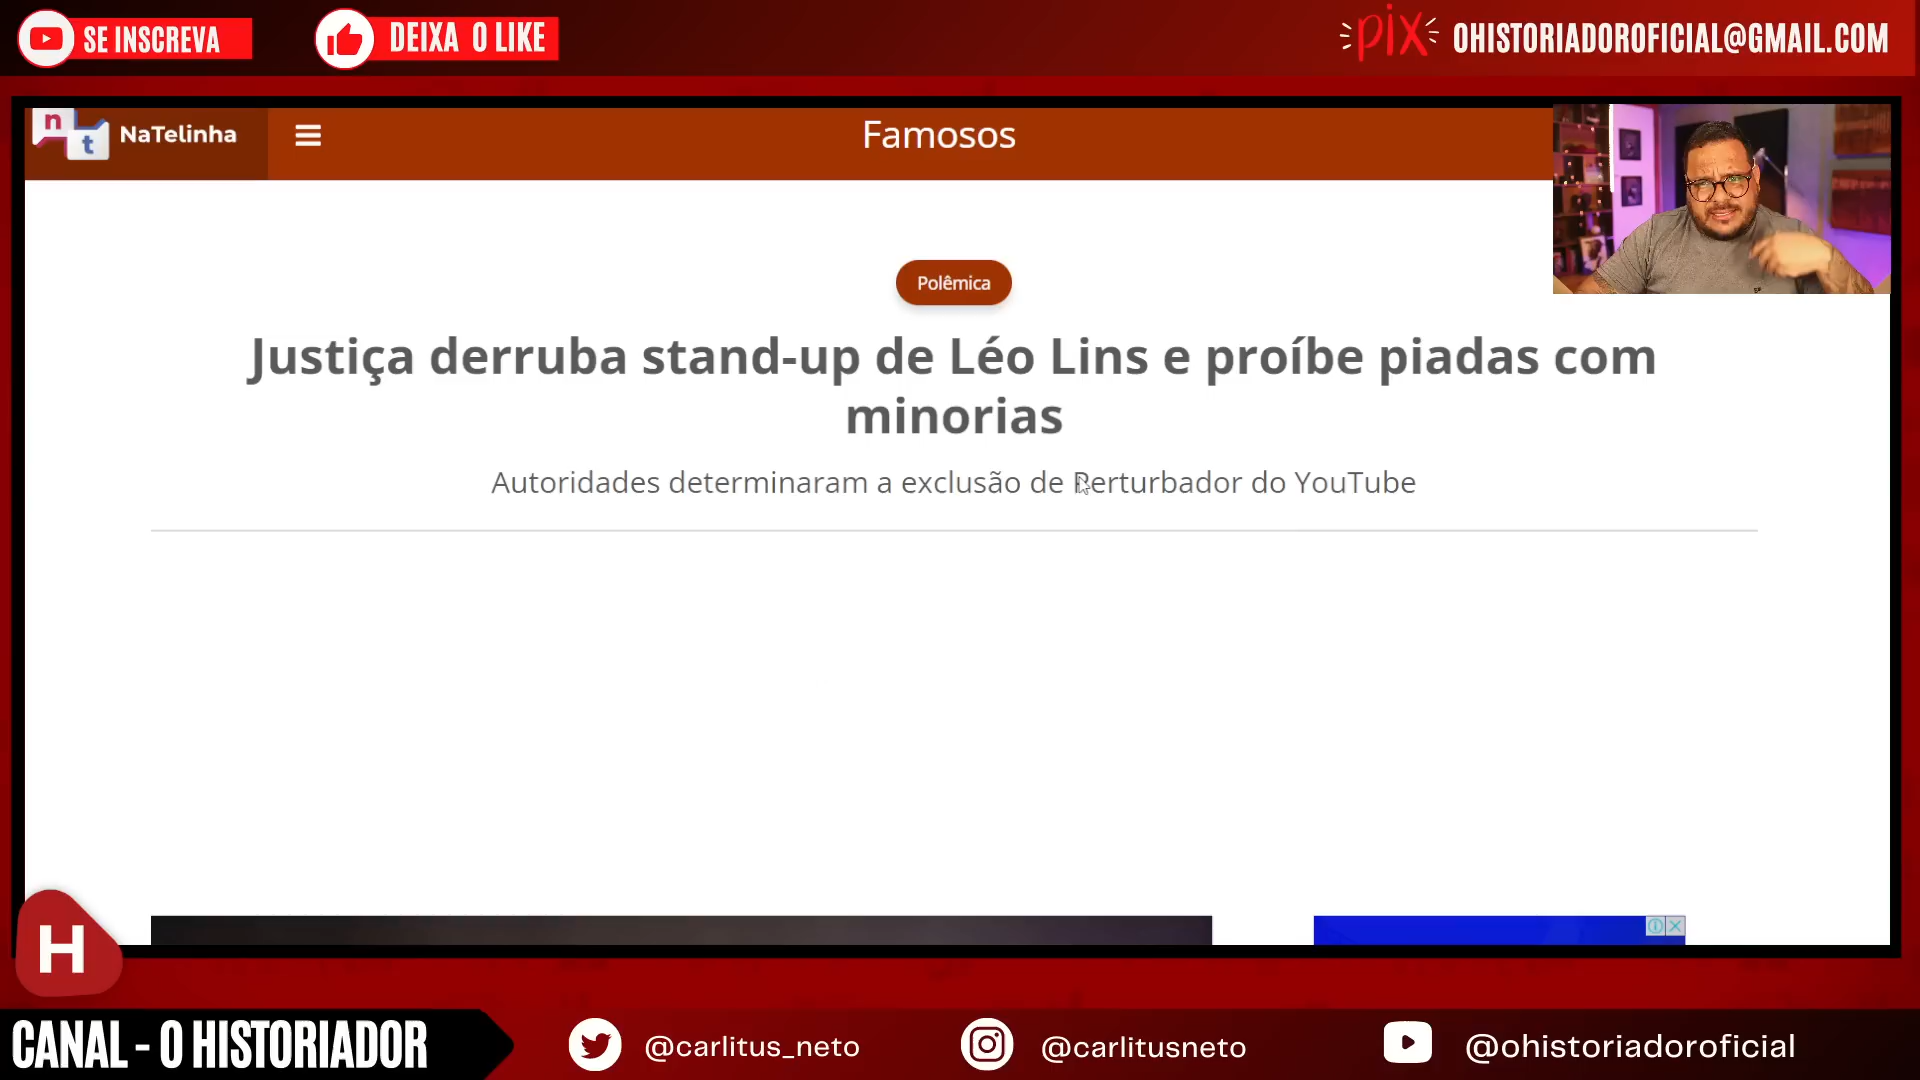 SE INSCREVA
DEIXA O LIKE
PIX
OHISTORIADOROFICIAL@GMAIL.COM
n
t
NaTelinha
Famosos
Polêmica
Justiça derruba stand-up de Léo Lins e proíbe piadas com
minorias
Autoridades determinaram a exclusão de Perturbador do YouTube
H
CANAL - O HISTORIADOR
@carlitus_neto
@carlitusneto
@ohistoriadoroficial